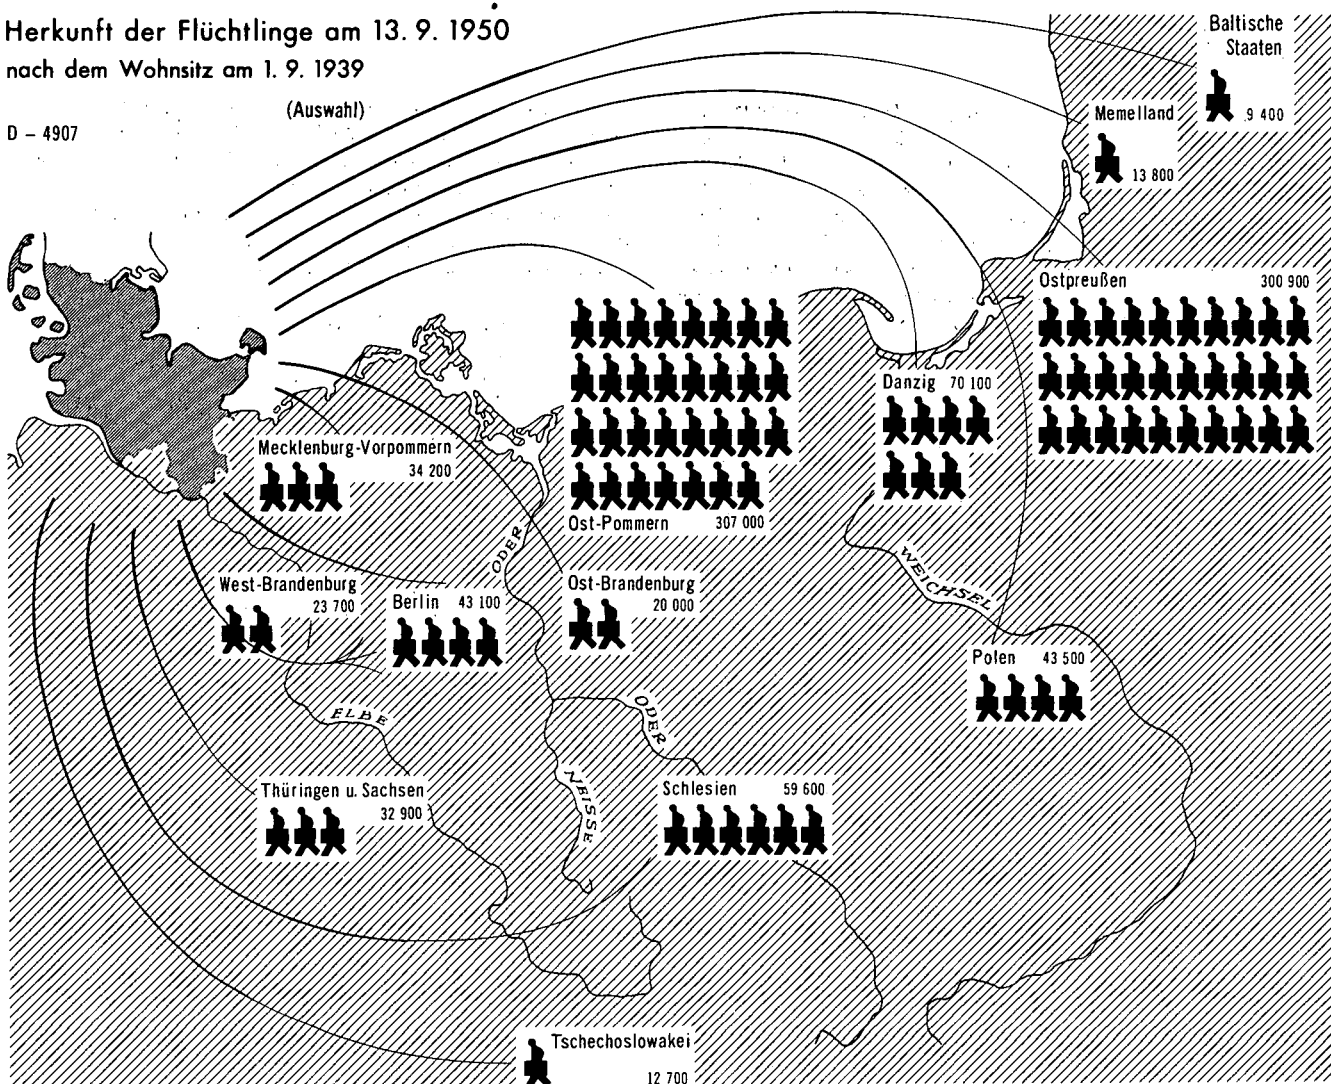 Herkunft der Flüchtlinge am 13. 9. 1950
nach dem Wohnsitz am 1. 9. 1939
(Auswahl)
D – 4907
Baltische
Staaten
9 400
Memelland
13 800
Ostpreußen 300 900
Danzig 70 100
Mecklenburg-Vorpommern
34 200
Ost-Pommern 307 000
ODER
WEICHSEL
West-Brandenburg
23 700
Berlin 43 100
Ost-Brandenburg
20 000
Polen 43 500
ELBE
ODER
NEISSE
Thüringen u. Sachsen
32 900
Schlesien 59 600
Tschechoslowakei
12 700